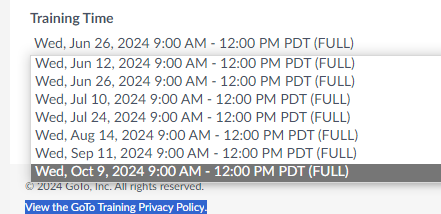 Training Time
Wed, Jun 26, 2024 9:00 AM - 12:00 PM PDT (FULL)
Wed, Jun 12, 2024 9:00 AM - 12:00 PM PDT (FULL)
Wed, Jun 26, 2024 9:00 AM - 12:00 PM PDT (FULL)
Wed, Jul 10, 2024 9:00 AM - 12:00 PM PDT (FULL)
Wed, Jul 24, 2024 9:00 AM - 12:00 PM PDT (FULL)
Wed, Aug 14, 2024 9:00 AM - 12:00 PM PDT (FULL)
Wed, Sep 11, 2024 9:00 AM - 12:00 PM PDT (FULL)
Wed, Oct 9, 2024 9:00 AM - 12:00 PM PDT (FULL)
© 2024 GoTo, Inc. All rights reserved.
View the GoTo Training Privacy Policy.